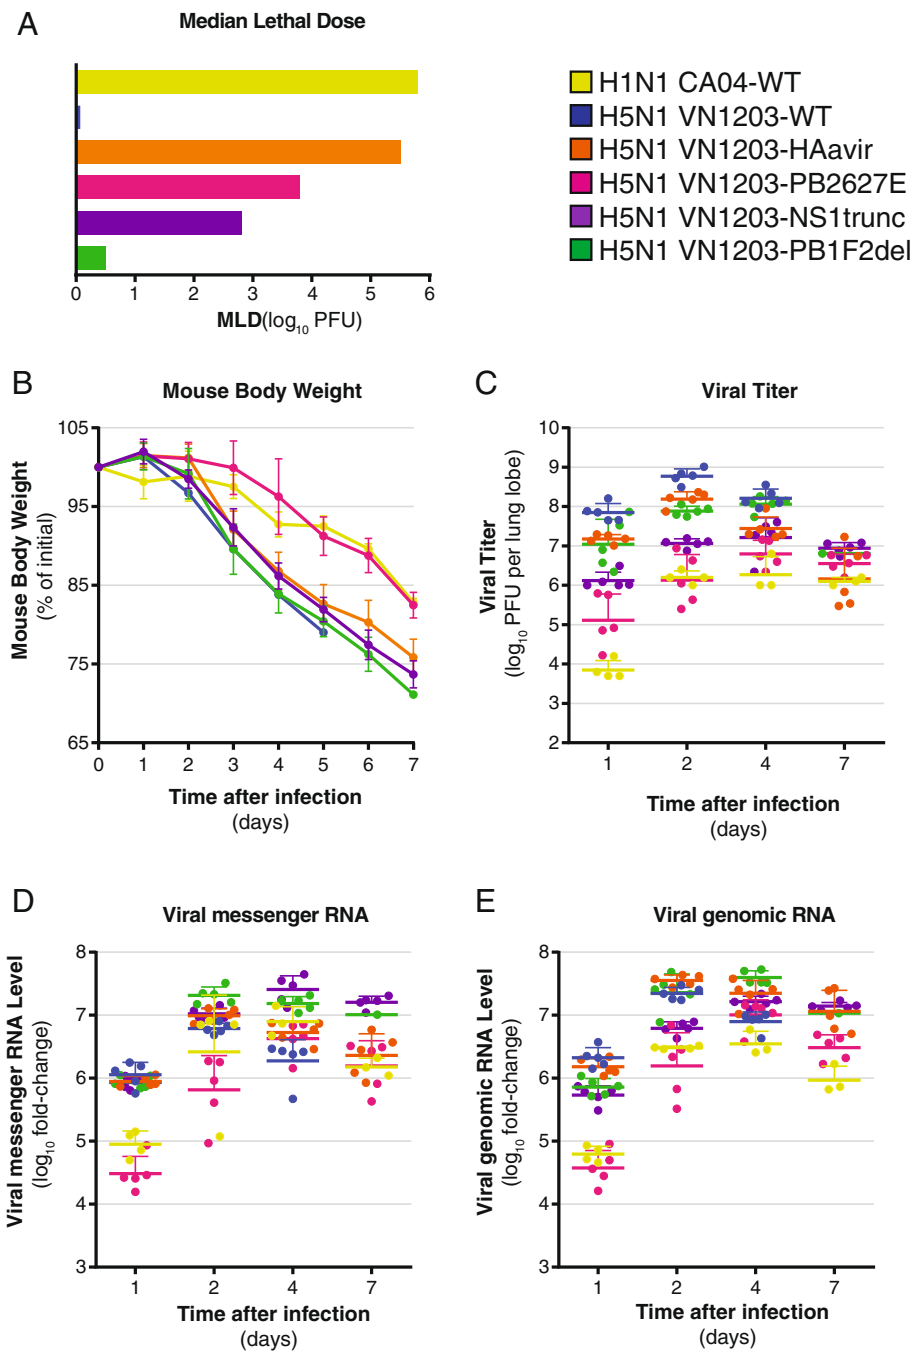 A
Median Lethal Dose
0 1 2 3 4 5 6
MLD(log10 PFU)
H1N1 CA04-WT
H5N1 VN1203-WT
H5N1 VN1203-HAavir
H5N1 VN1203-PB2627E
H5N1 VN1203-NS1trunc
H5N1 VN1203-PB1F2del
B
Mouse Body Weight
Mouse Body Weight
(% of initial)
105
95
85
75
65
0 1 2 3 4 5 6 7
Time after infection
(days)
C
Viral Titer
Viral Titer
(log10 PFU per lung lobe)
10
9
8
7
6
5
4
3
2
1 2 4 7
Time after infection
(days)
D
Viral messenger RNA
Viral messenger RNA Level
(log10 fold-change)
8
7
6
5
4
3
1 2 4 7
Time after infection
(days)
E
Viral genomic RNA
Viral genomic RNA Level
(log10 fold-change)
8
7
6
5
4
3
1 2 4 7
Time after infection
(days)